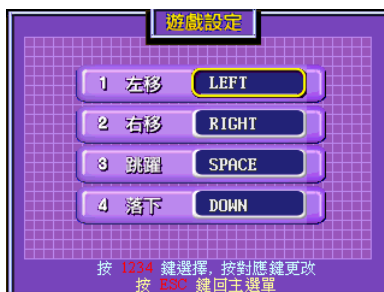 遊戲設定
1 左移 LEFT
2 右移 RIGHT
3 跳躍 SPACE
4 落下 DOWN
按 1234 鍵選擇, 按對應鍵更改
按 ESC 鍵回主選單